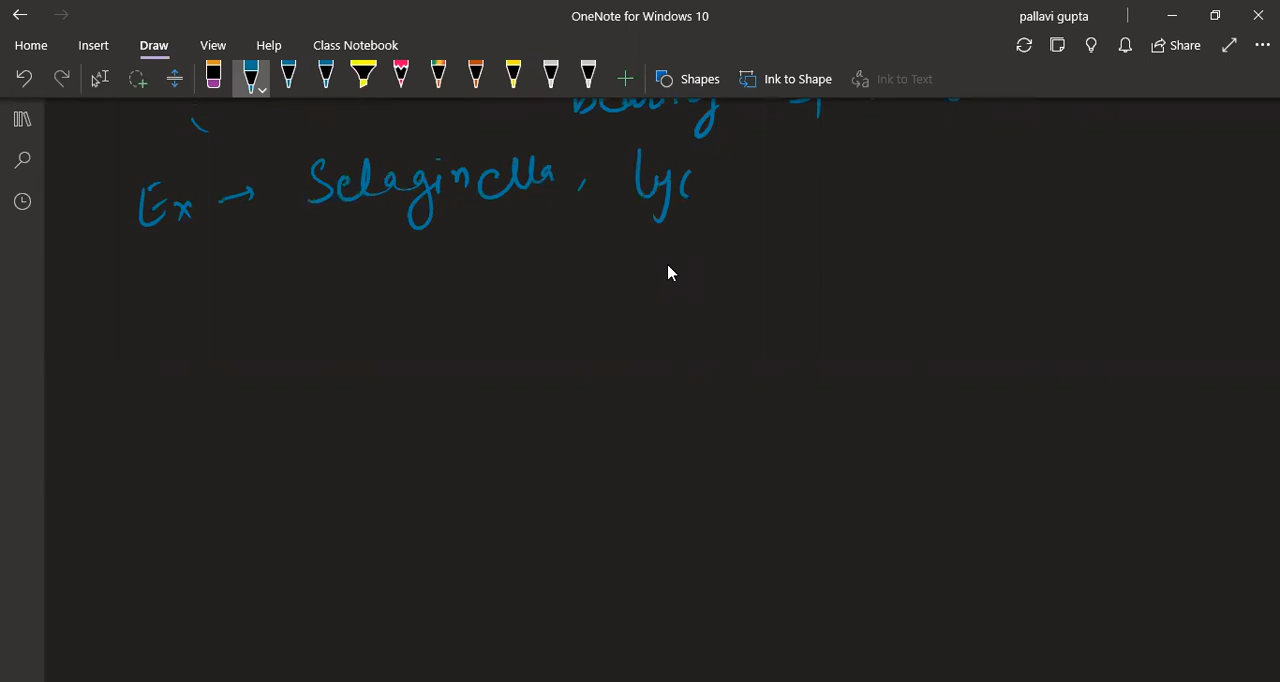 OneNote for Windows 10
pallavi gupta
Home Insert Draw View Help Class Notebook
Share
Shapes Ink to Shape Ink to Text
Ex → Selaginella, lyc